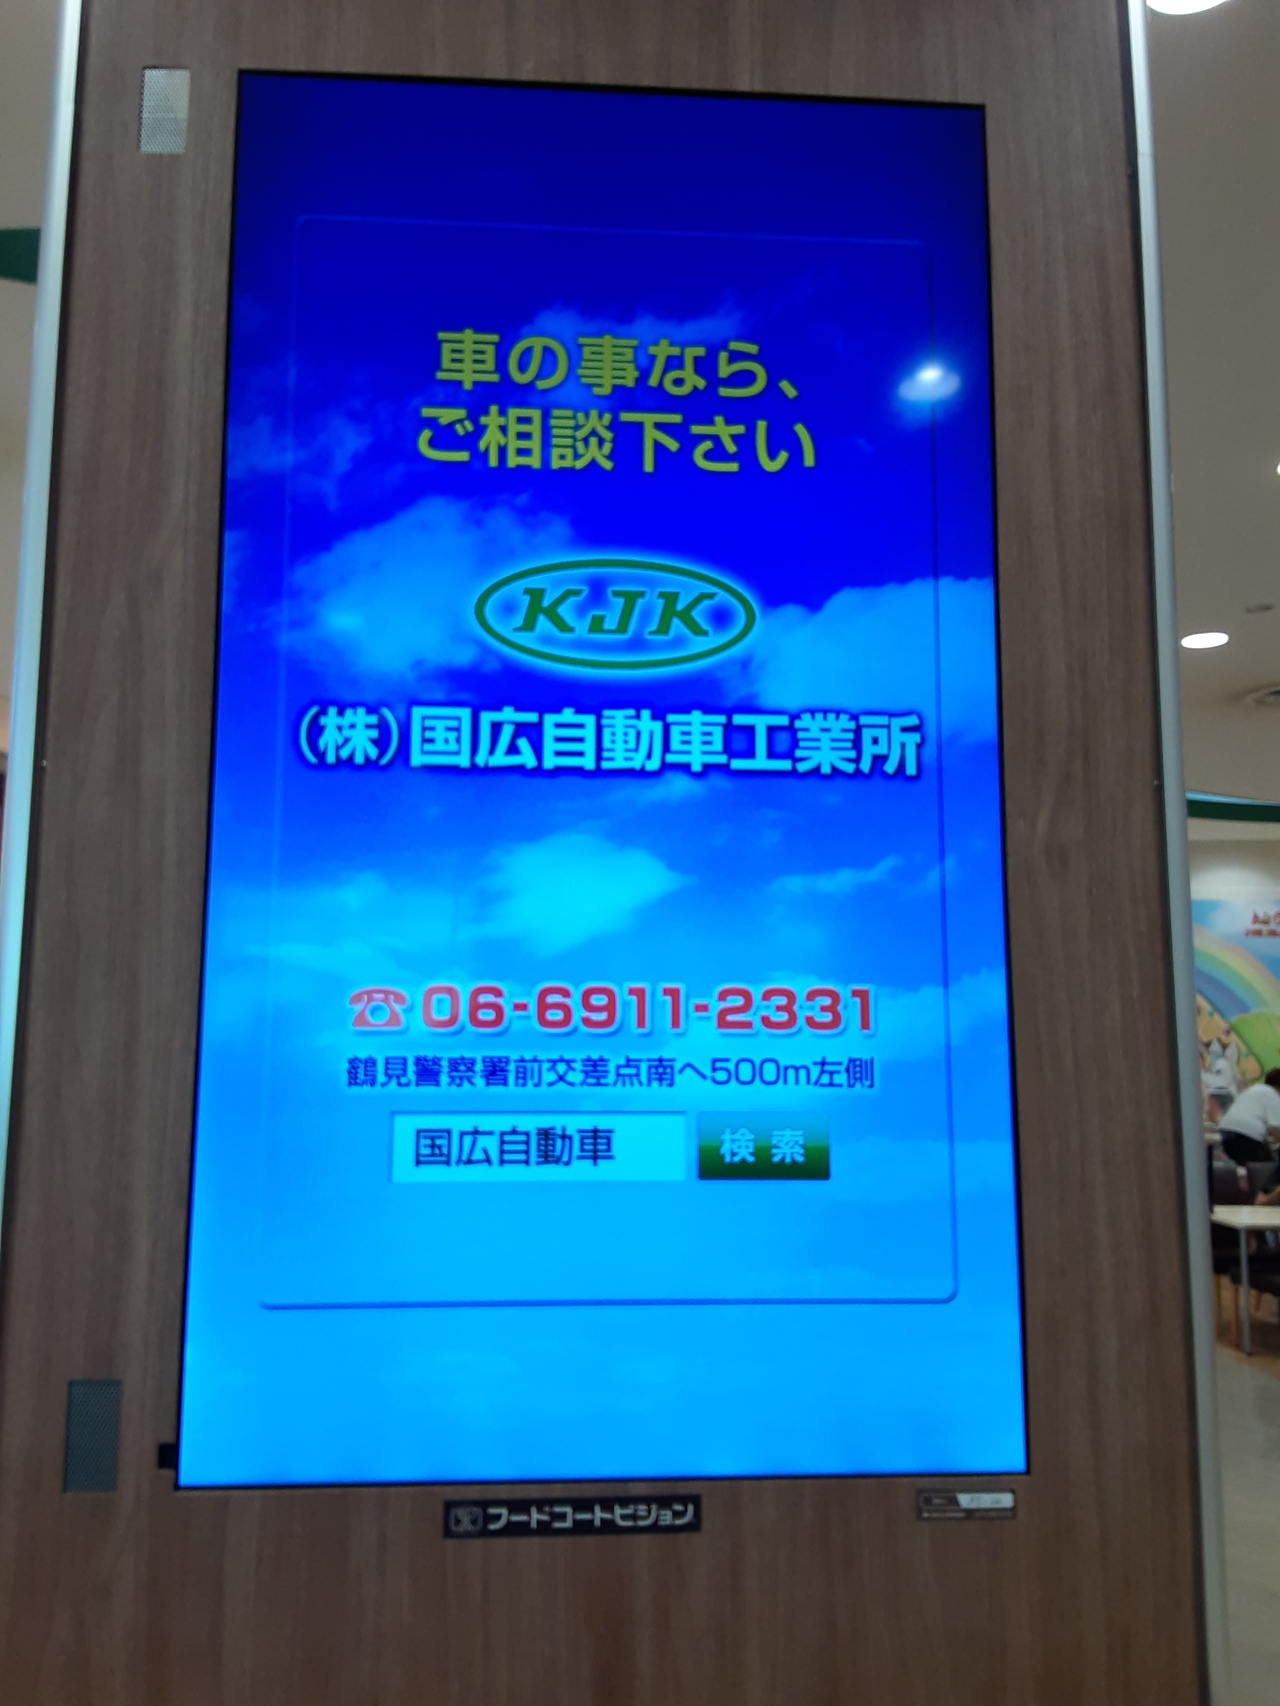 車の事なら、
ご相談下さい
KJK
(株)国広自動車工業所
☎06-6911-2331
鶴見警察署前交差点南へ500m左側
国広自動車 検索
フードコートビジョン